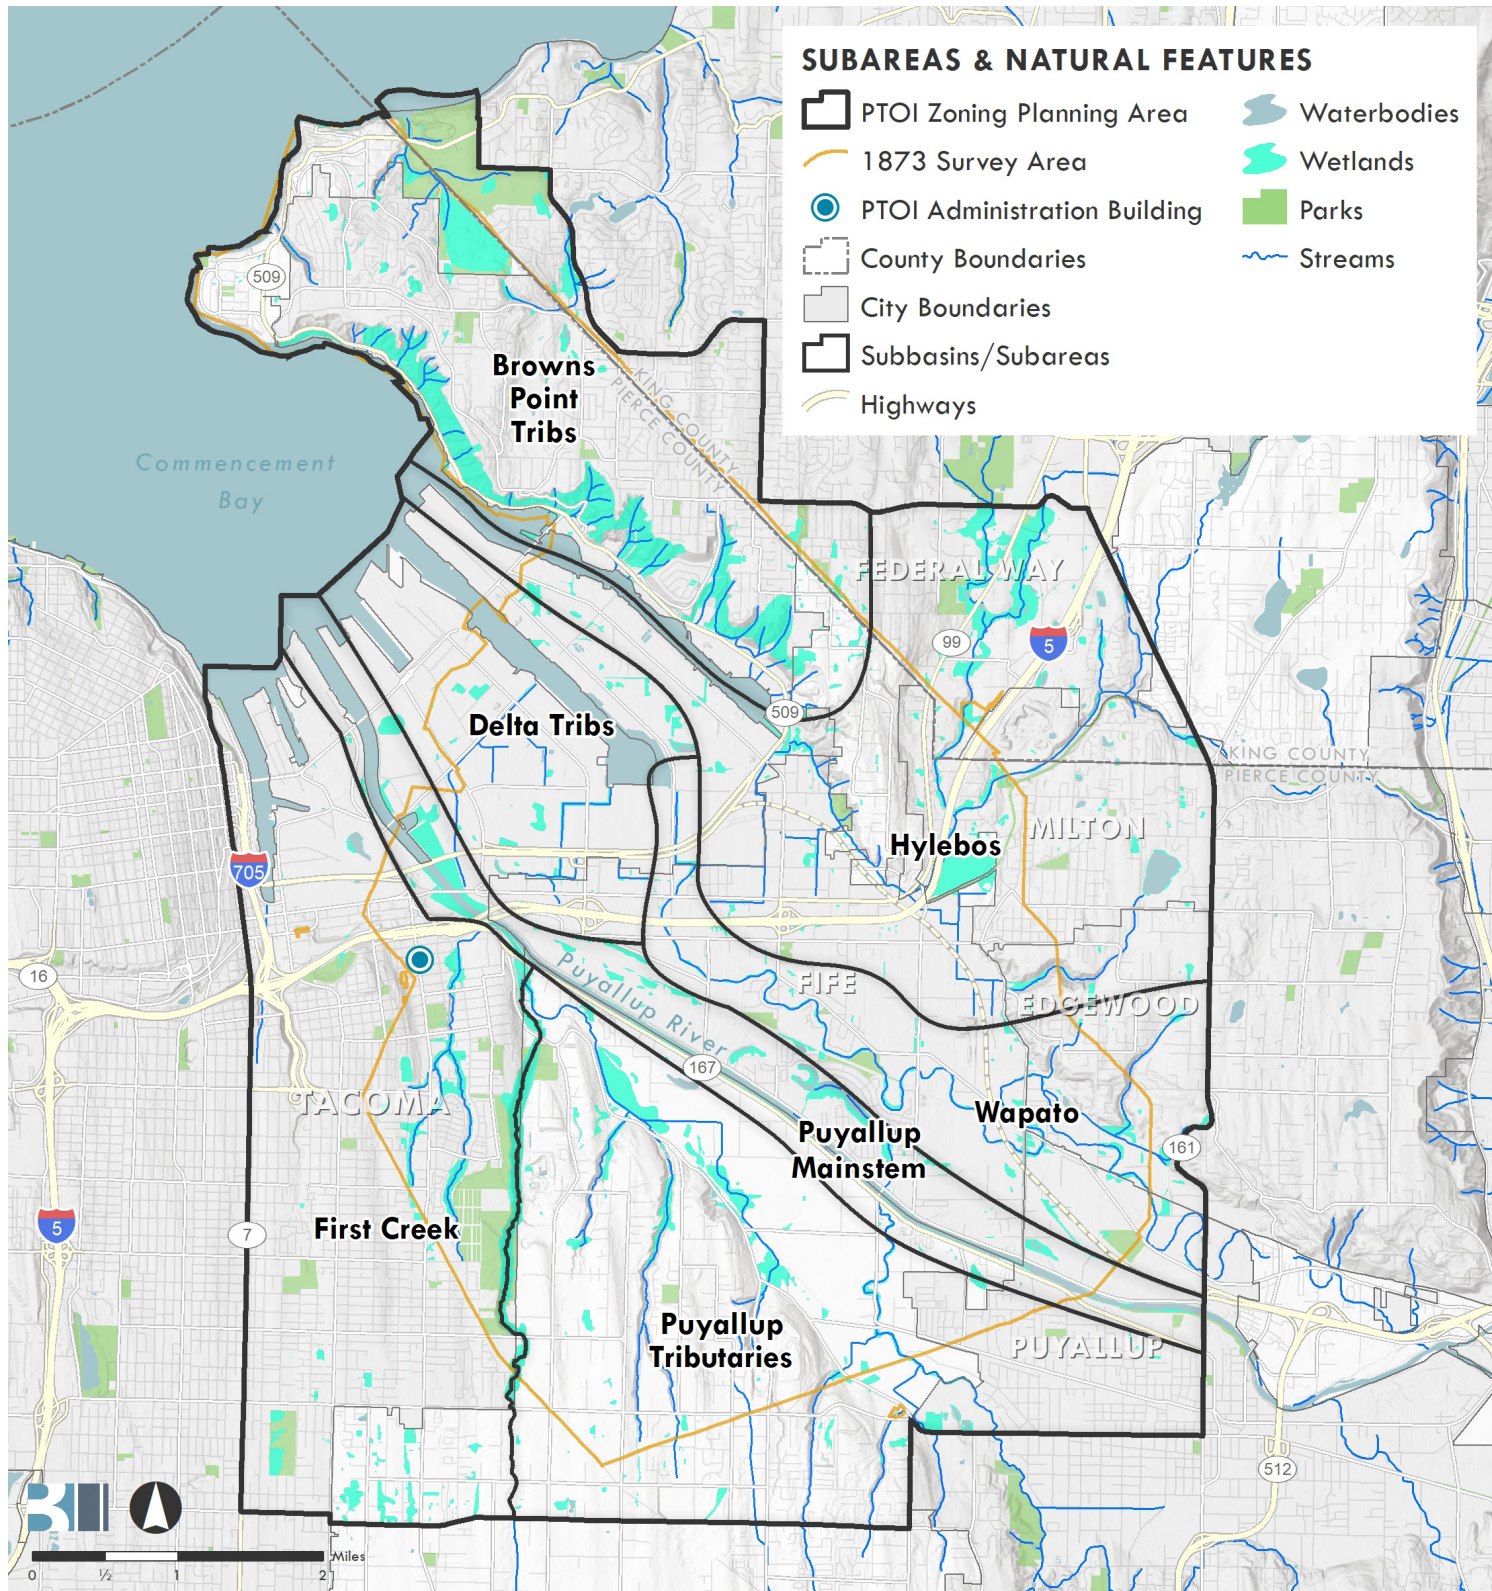 SUBAREAS & NATURAL FEATURES
PTOI Zoning Planning Area
1873 Survey Area
PTOI Administration Building
County Boundaries
City Boundaries
Subbasins/Subareas
Highways
Waterbodies
Wetlands
Parks
Streams
509
Browns
Point
Tribs
KING COUNTY
PIERCE COUNTY
Commencement
Bay
FEDERAL WAY
99
5
509
Delta Tribs
KING COUNTY
PIERCE COUNTY
MILTON
Hylebos
705
16
Puyallup River
FIFE
EDGEWOOD
167
TACOMA
Wapato
Puyallup
Mainstem
161
5
7
First Creek
Puyallup
Tributaries
PUYALLUP
512
Miles
0
½
1
2